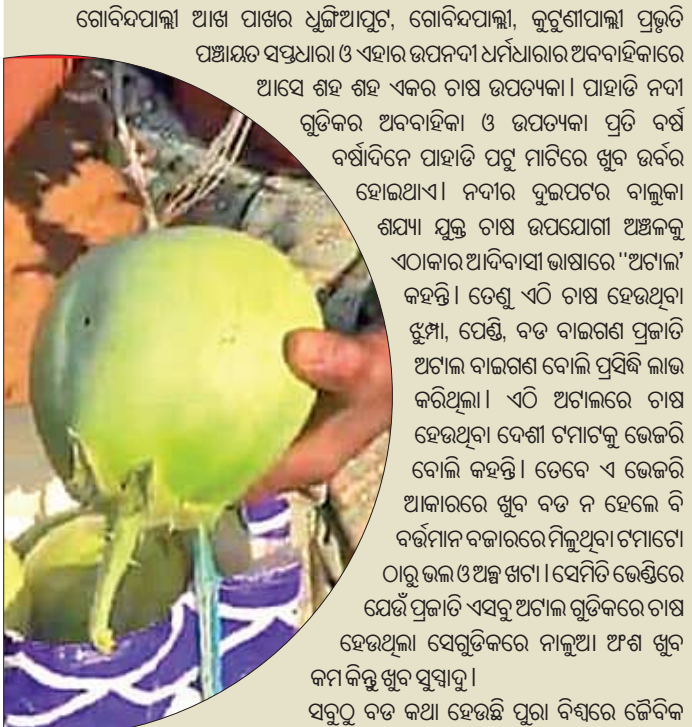 ଗୋବିନ୍ଦପାଲ୍ଲୀ ଆଖ ପାଖର ଧୁଙ୍ଗିଆପୁଟ, ଗୋବିନ୍ଦପାଲ୍ଲୀ, କୁଟୁଣୀପାଲ୍ଲୀ ପ୍ରଭୃତି
ପଞ୍ଚାୟତ ସପ୍ତଧାରା ଓ ଏହାର ଉପନଦୀ ଧର୍ମଧାରାର ଅବବାହିକାରେ
ଆସେ ଶହ ଶହ ଏକର ଚାଷ ଉପତ୍ୟକା। ପାହାଡି ନଦୀ
ଗୁଡିକର ଅବବାହିକା ଓ ଉପତ୍ୟକା ପ୍ରତି ବର୍ଷ
ବର୍ଷାଦିନେ ପାହାଡି ପଟୁ ମାଟିରେ ଖୁବ ଉର୍ବର
ହୋଇଥାଏ। ନଦୀର ଦୁଇପଟର ବାଲୁକା
ଶଯ୍ୟା ଯୁକ୍ତ ଚାଷ ଉପଯୋଗୀ ଅଞ୍ଚଳକୁ
ଏଠାକାର ଆଦିବାସୀ ଭାଷାରେ ''ଅଟାଲ'
କହନ୍ତି। ତେଣୁ ଏଠି ଚାଷ ହେଉଥିବା
ଝୁମ୍ପା, ପେଣ୍ଡି, ବଡ ବାଇଗଣ ପ୍ରଜାତି
ଅଟାଲ ବାଇଗଣ ବୋଲି ପ୍ରସିଦ୍ଧି ଲାଭ
କରିଥିଲା। ଏଠି ଅଟାଲରେ ଚାଷ
ହେଉଥିବା ଦେଶୀ ଟମାଟକୁ ଭେଜରି
ବୋଲି କହନ୍ତି। ତେବେ ଏ ଭେଜରି
ଆକାରରେ ଖୁବ ବଡ ନ ହେଲେ ବି
ବର୍ତ୍ତମାନ ବଜାରରେ ମିଳୁଥିବା ଟମାଟୋ
ଠାରୁ ଭଲ ଓ ଅଳ୍ପ ଖଟା। ସେମିତି ଭେଣ୍ଡିରେ
ଯେଉଁ ପ୍ରଜାତି ଏସବୁ ଅଟାଲ ଗୁଡିକରେ ଚାଷ
ହେଉଥିଲା ସେଗୁଡିକରେ ନାଳୁଆ ଅଂଶ ଖୁବ
କମ କିନ୍ତୁ ଖୁବ ସୁସ୍ୱାଦୁ।
ସବୁଠୁ ବଡ କଥା ହେଉଛି ପୁରା ବିଶ୍ୱରେ ଜୈବିକ